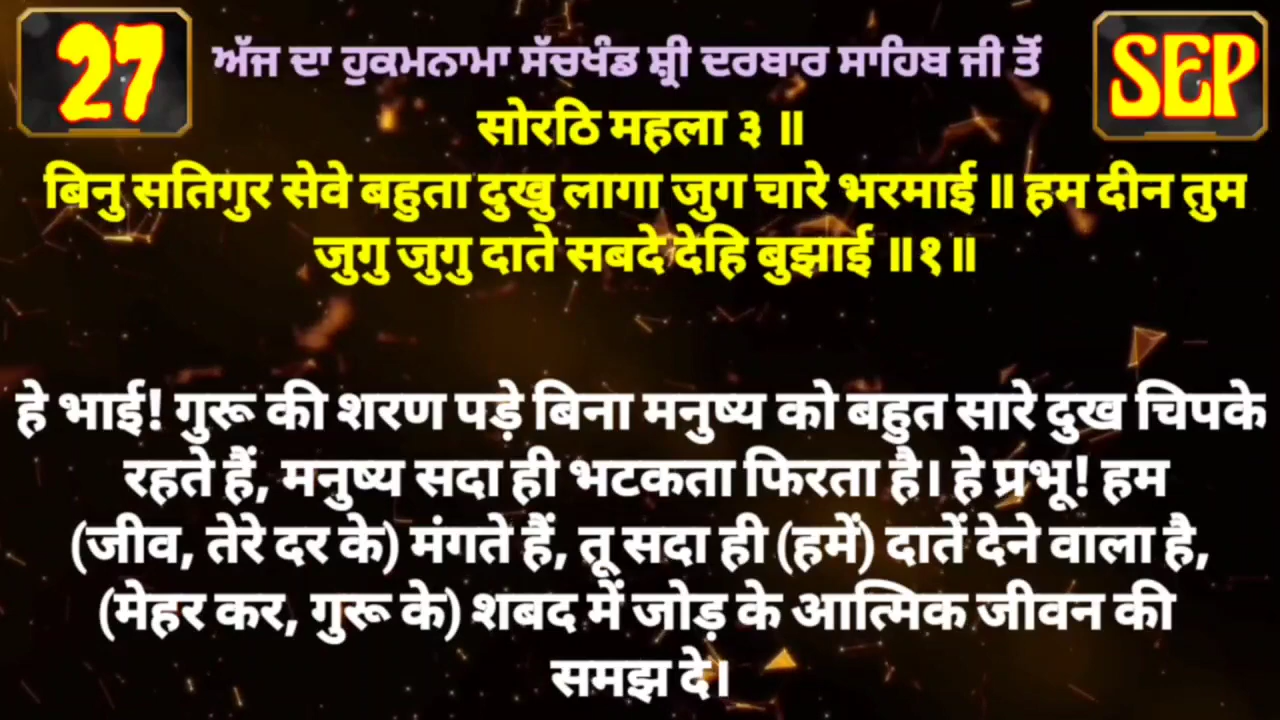 27
ਅੱਜ ਦਾ ਹੁਕਮਨਾਮਾ ਸੱਚਖੰਡ ਸ਼੍ਰੀ ਦਰਬਾਰ ਸਾਹਿਬ ਜੀ ਤੋਂ
SEP
सोरठि महला ३ ॥
बिनु सतिगुर सेवे बहुता दुखु लागा जुग चारे भरमाई ॥ हम दीन तुम
जुगु जुगु दाते सबदे देहि बुझाई ॥१॥
हे भाई! गुरू की शरण पड़े बिना मनुष्य को बहुत सारे दुख चिपके
रहते हैं, मनुष्य सदा ही भटकता फिरता है। हे प्रभू! हम
(जीव, तेरे दर के) मंगते हैं, तू सदा ही (हमें) दातें देने वाला है,
(मेहर कर, गुरू के) शबद में जोड़ के आत्मिक जीवन की
समझ दे।